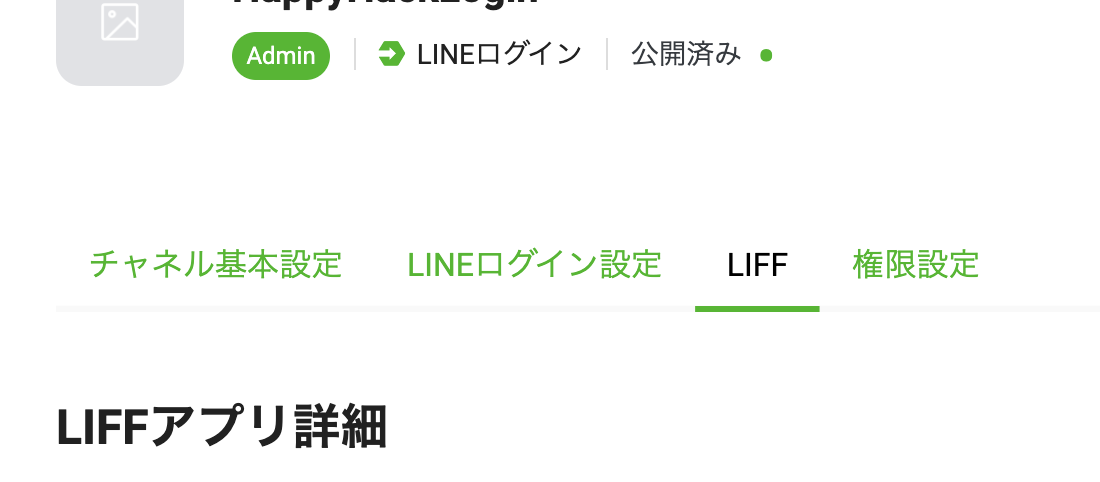 HappyHackLogin
Admin LINEログイン 公開済み
チャネル基本設定 LINEログイン設定 LIFF 権限設定
LIFFアプリ詳細